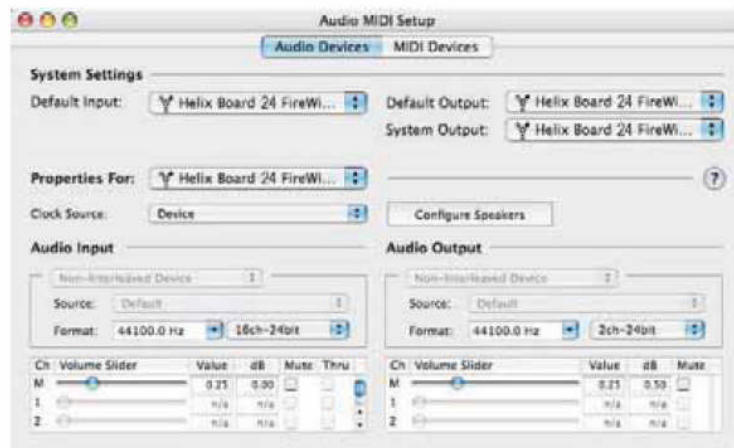 Audio MIDI Setup
Audio Devices MIDI Devices
System Settings
Default Input: Helix Board 24 FireWi... Default Output: Helix Board 24 FireWi...
System Output: Helix Board 24 FireWi...
Properties For: Helix Board 24 FireWi... ?
Clock Source: Device Configure Speakers
Audio Input Audio Output
Non-Interleaved Device Non-Interleaved Device
Source: Default Source: Default
Format: 44100.0 Hz 16ch-24bit Format: 44100.0 Hz 2ch-24bit
Ch Volume Slider Value dB Mute Thru Ch Volume Slider Value dB Mute
M 0.25 0.00 M 0.25 0.50
1 n/a n/a 1 n/a n/a
2 n/a n/a 2 n/a n/a